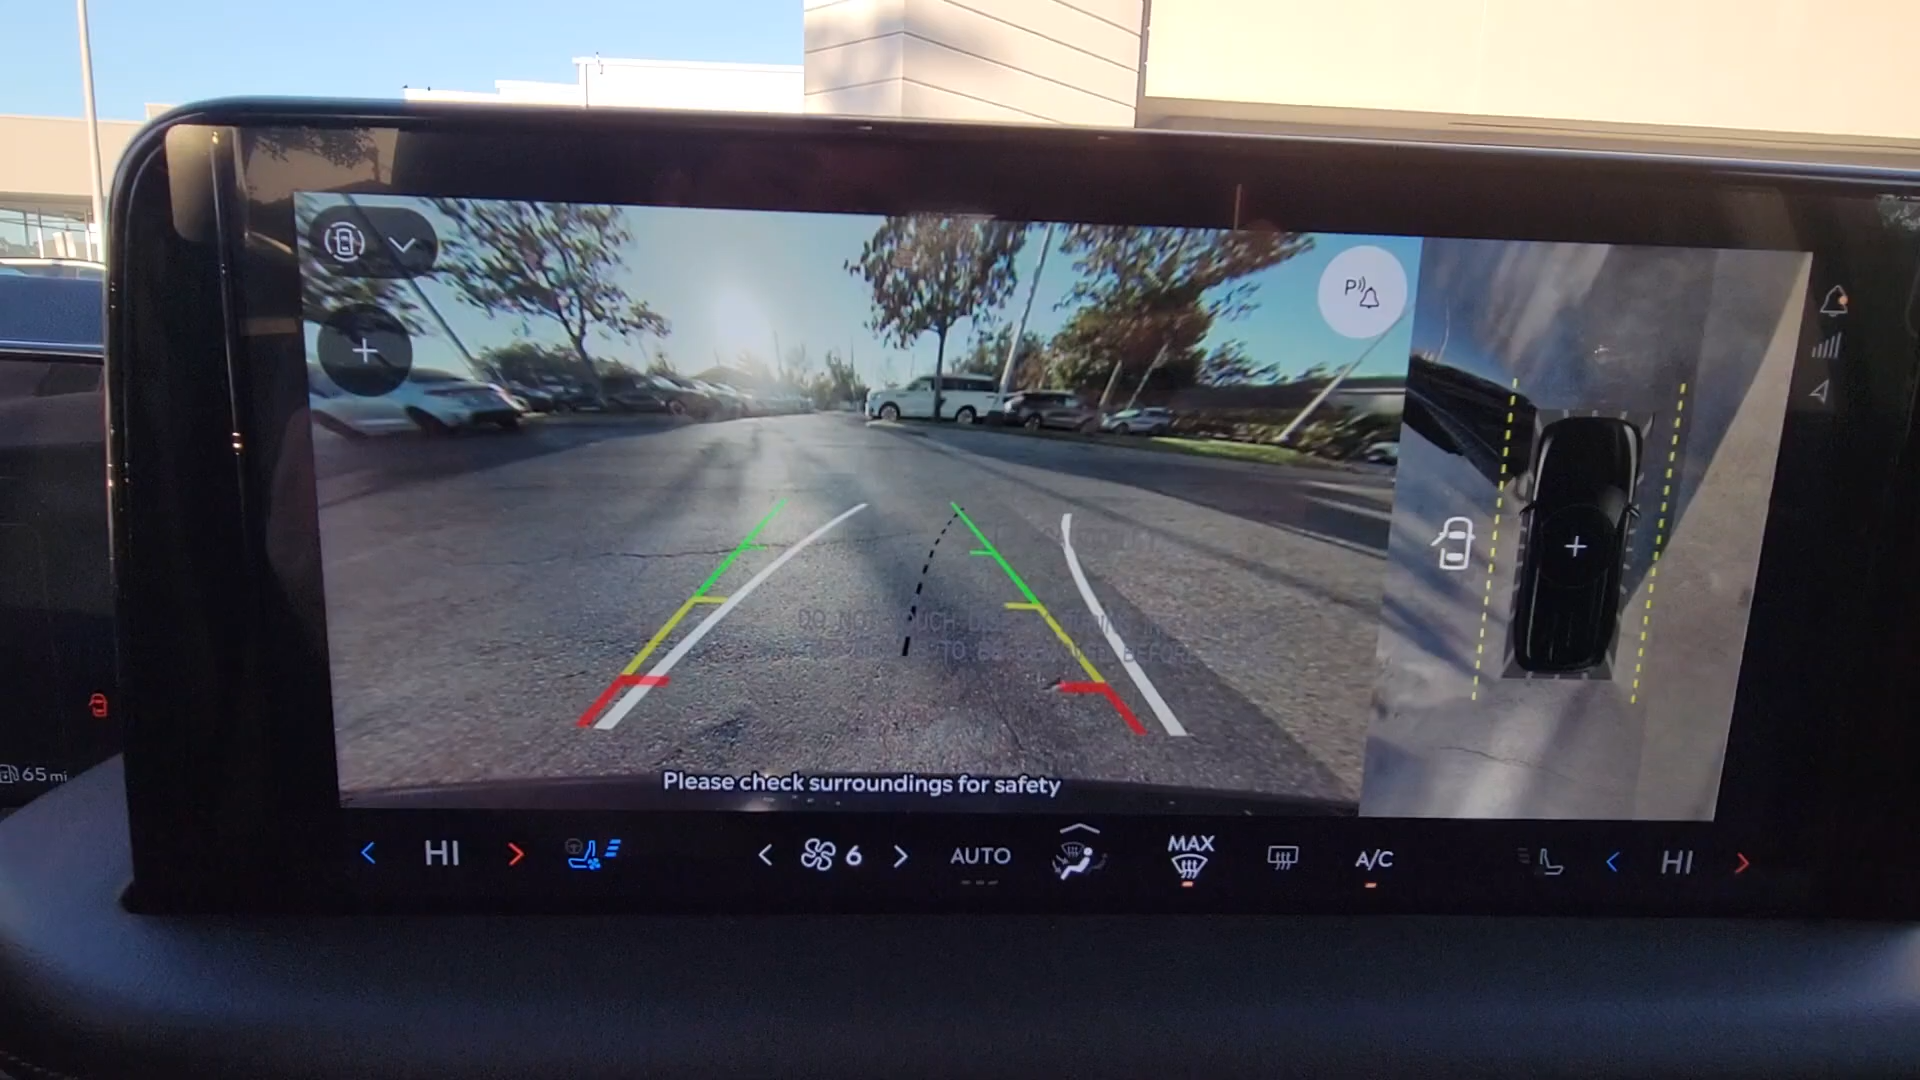 P
Please check surroundings for safety
65 mi
HI
6
AUTO
MAX
A/C
HI